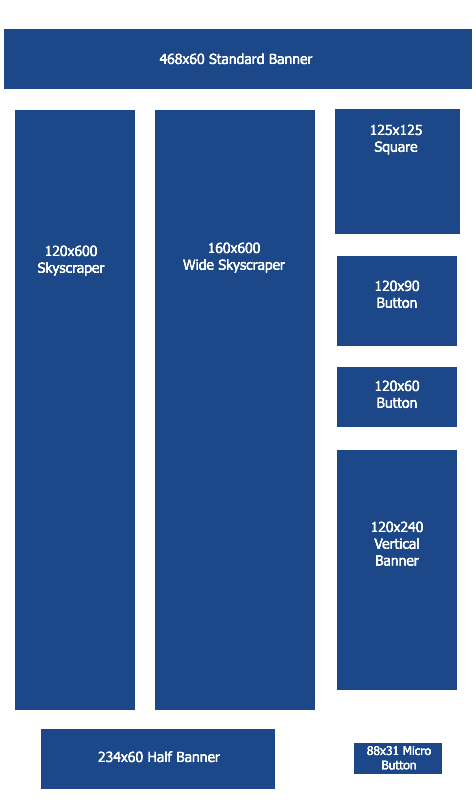 468x60 Standard Banner
120x600
Skyscraper
160x600
Wide Skyscraper
125x125
Square
120x90
Button
120x60
Button
120x240
Vertical
Banner
234x60 Half Banner
88x31 Micro
Button